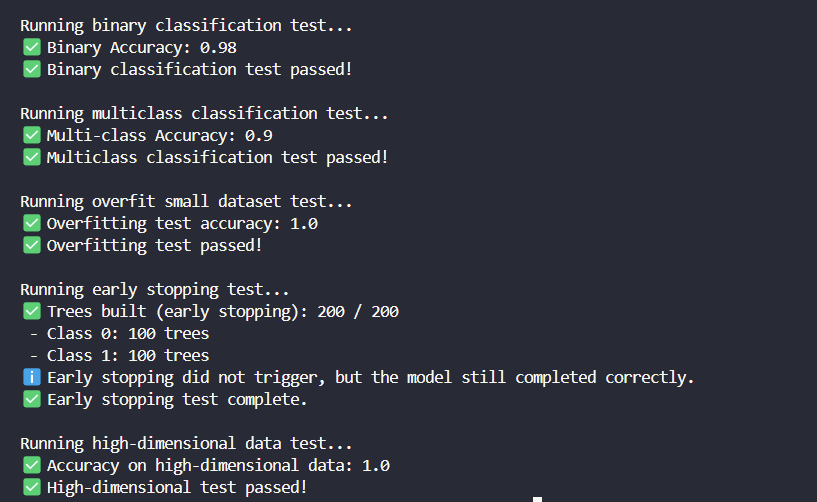 Running binary classification test...
✅ Binary Accuracy: 0.98
✅ Binary classification test passed!
Running multiclass classification test...
✅ Multi-class Accuracy: 0.9
✅ Multiclass classification test passed!
Running overfit small dataset test...
✅ Overfitting test accuracy: 1.0
✅ Overfitting test passed!
Running early stopping test...
✅ Trees built (early stopping): 200 / 200
- Class 0: 100 trees
- Class 1: 100 trees
ℹ️ Early stopping did not trigger, but the model still completed correctly.
✅ Early stopping test complete.
Running high-dimensional data test...
✅ Accuracy on high-dimensional data: 1.0
✅ High-dimensional test passed!